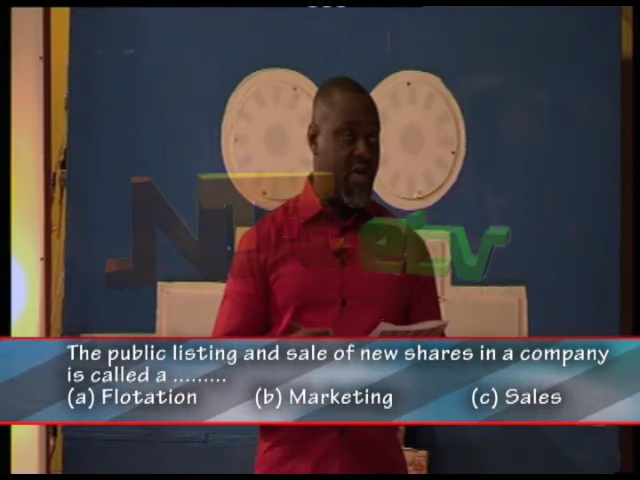 The public listing and sale of new shares in a company
is called a .........
(a) Flotation (b) Marketing (c) Sales